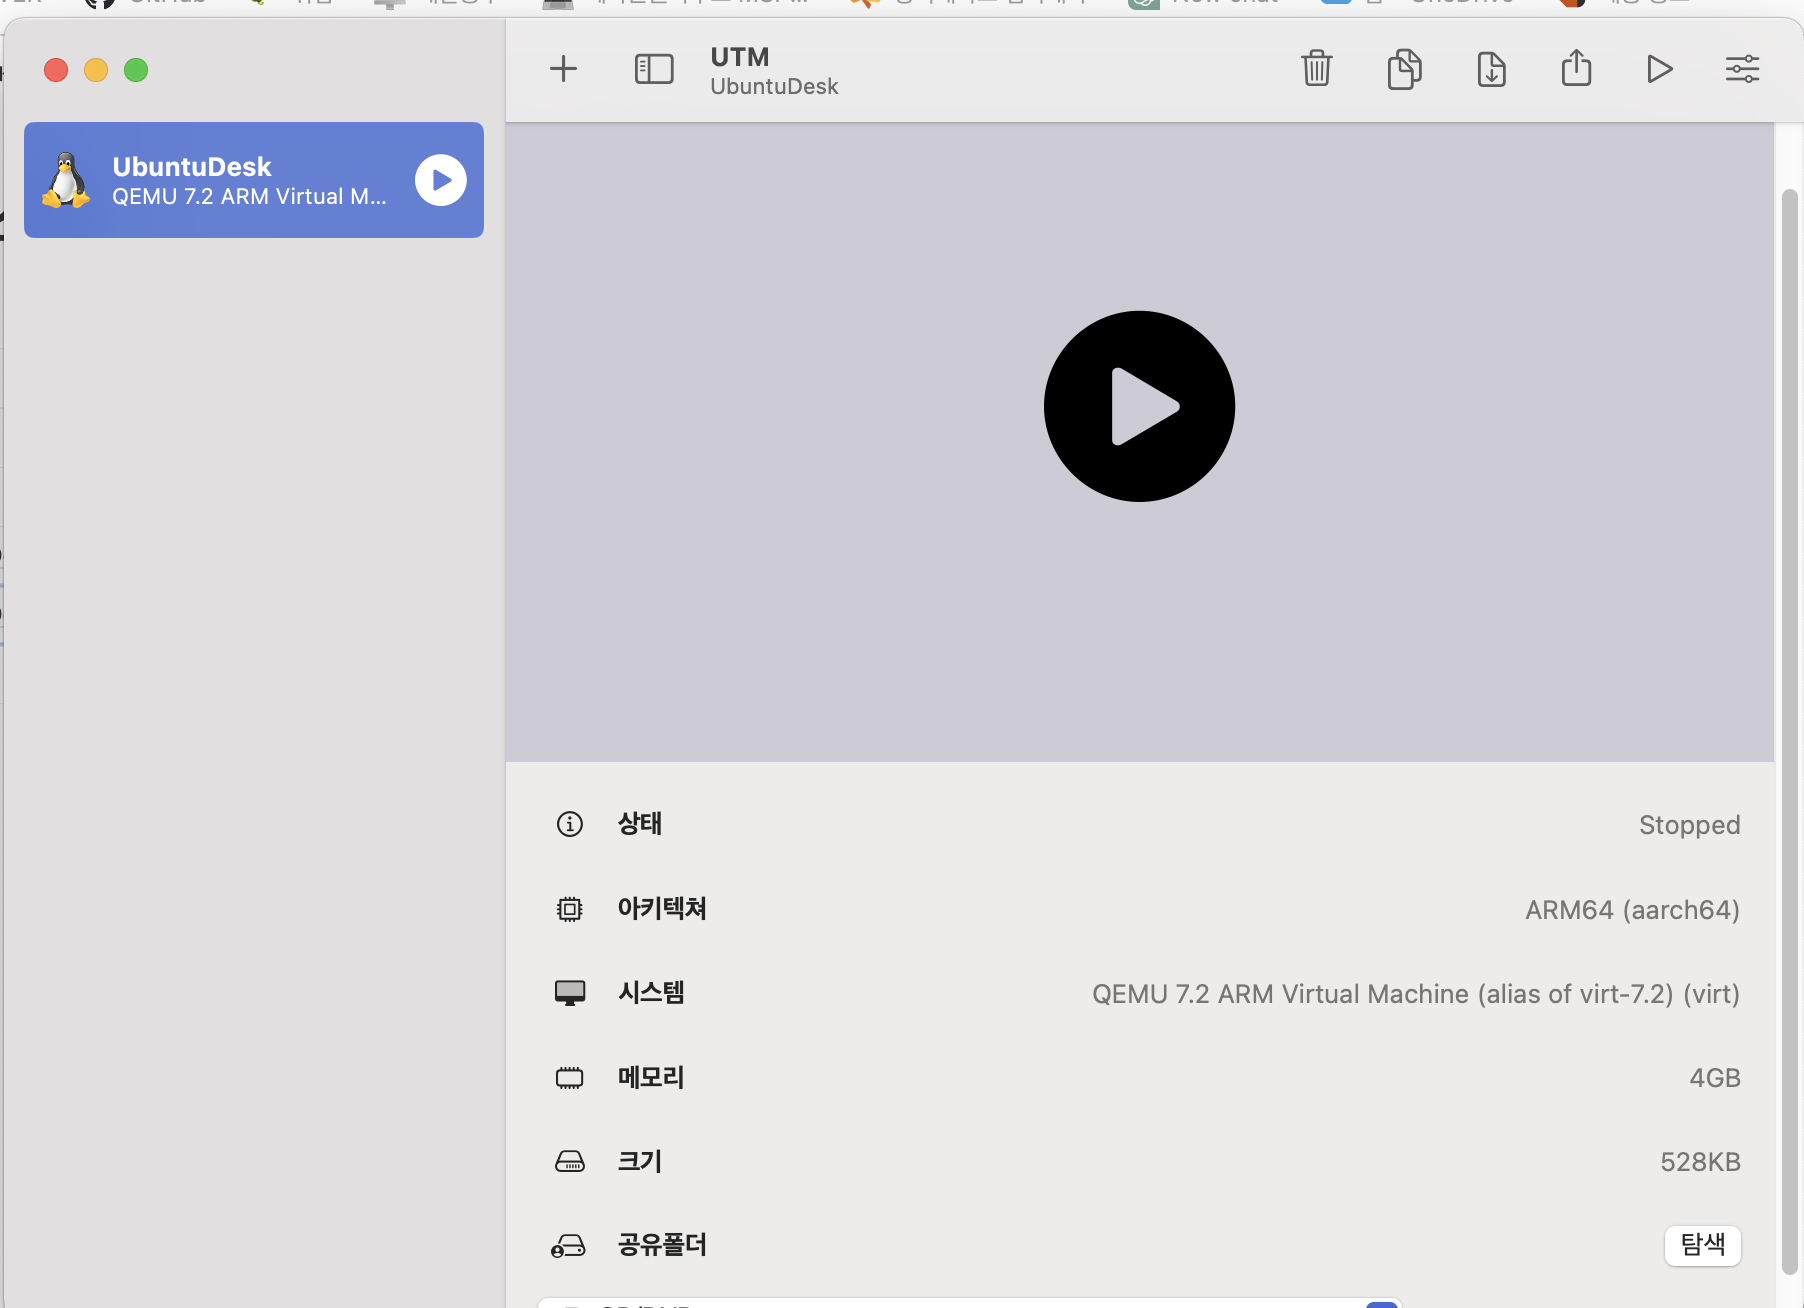 UTM
UbuntuDesk
UbuntuDesk
QEMU 7.2 ARM Virtual M...
상태
Stopped
아키텍쳐
ARM64 (aarch64)
시스템
QEMU 7.2 ARM Virtual Machine (alias of virt-7.2) (virt)
메모리
4GB
크기
528KB
공유폴더
탐색